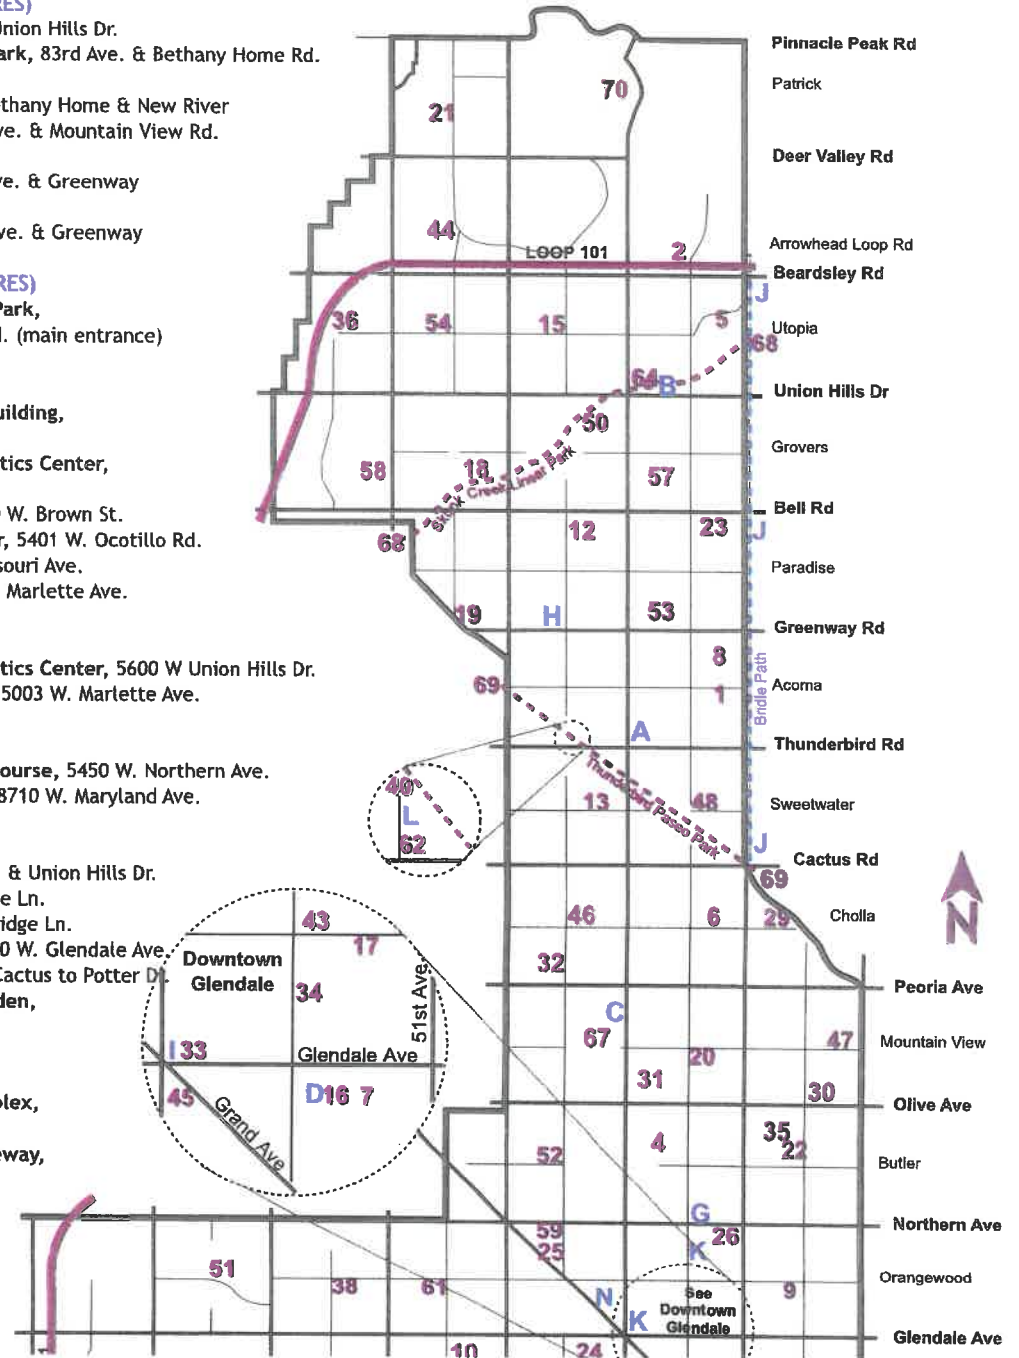 RES)
Union Hills Dr.
ark, 83rd Ave. & Bethany Home Rd.
ethany Home & New River
ve. & Mountain View Rd.
ve. & Greenway
ve. & Greenway
RES)
Park,
l. (main entrance)
uilding,
tics Center,
W. Brown St.
r, 5401 W. Ocotillo Rd.
souri Ave.
Marlette Ave.
tics Center, 5600 W Union Hills Dr.
5003 W. Marlette Ave.
ourse, 5450 W. Northern Ave.
8710 W. Maryland Ave.
& Union Hills Dr.
e Ln.
idge Ln.
0 W. Glendale Ave.
Cactus to Potter Dr.
den,
plex,
eway,
Pinnacle Peak Rd
70
Patrick
21
Deer Valley Rd
44
LOOP 101
2
Arrowhead Loop Rd
Beardsley Rd
J
36
54
15
5
Utopia
68
64
B
Union Hills Dr
50
Grovers
58
18
Skunk Creek Linear Park
57
Bell Rd
68
12
23
J
Paradise
19
H
53
Greenway Rd
8
69
1
Acoma
Bridle Path
A
Thunderbird Rd
40
L
62
Thunderbird Paseo Park
13
48
Sweetwater
J
Cactus Rd
69
46
6
29
Cholla
N
32
Peoria Ave
C
67
20
47
Mountain View
31
30
Olive Ave
35
4
22
52
Butler
G
Northern Ave
59
26
25
K
51
38
61
9
Orangewood
N
K
See
Downtown
Glendale
Glendale Ave
10
24
43
17
Downtown
Glendale
34
51st Ave
I
33
Glendale Ave
45
D
16
7
Grand Ave